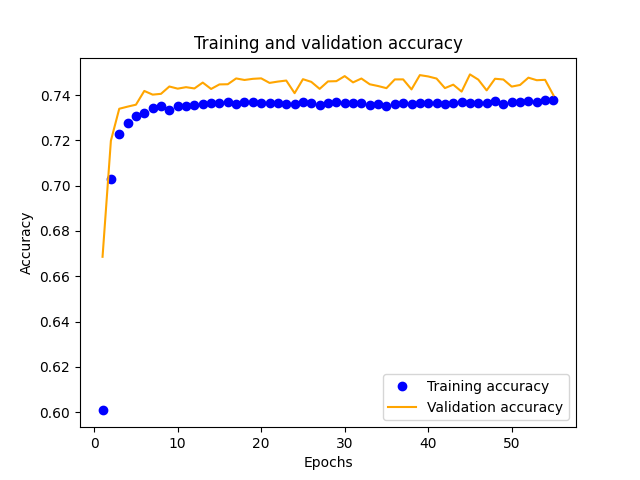 Training and validation accuracy
Accuracy
0.74
0.72
0.70
0.68
0.66
0.64
0.62
0.60
Training accuracy
Validation accuracy
0 10 20 30 40 50
Epochs